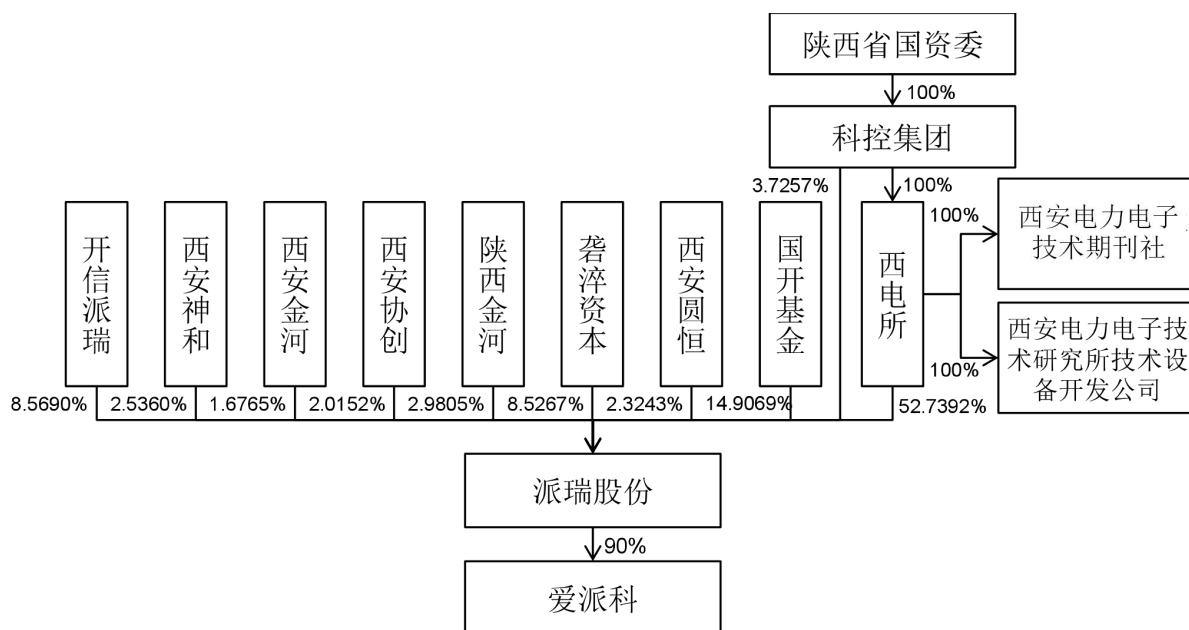 陕西省国资委
100%
科控集团
3.7257%
100%
开信派瑞
西安神和
西安金河
西安协创
陕西金河
砻淬资本
西安圆恒
国开基金
西电所
100%
西安电力电子
技术期刊社
100%
西安电力电子技
术研究所技术设
备开发公司
8.5690%
2.5360%
1.6765%
2.0152%
2.9805%
8.5267%
2.3243%
14.9069%
52.7392%
派瑞股份
90%
爱派科